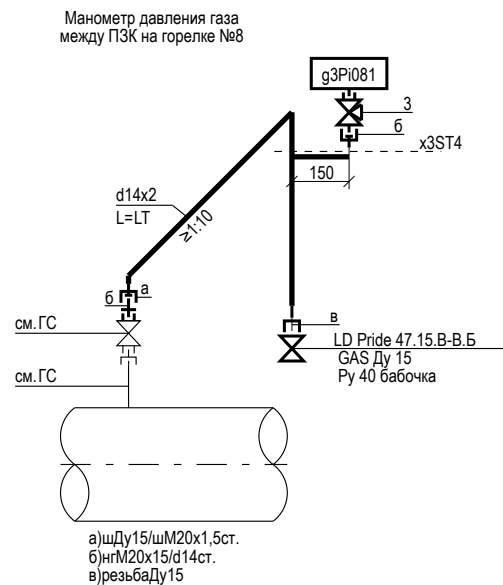 Манометр давления газа
между ПЗК на горелке №8
g3Pi081
3
б
x3ST4
150
d14x2
L=LT
≥1:10
а
б
см.ГС
в
LD Pride 47.15.В-В.Б
GAS Ду 15
Ру 40 бабочка
см.ГС
а)шДу15/шМ20х1,5ст.
б)нгМ20х15/d14ст.
в)резьбаДу15